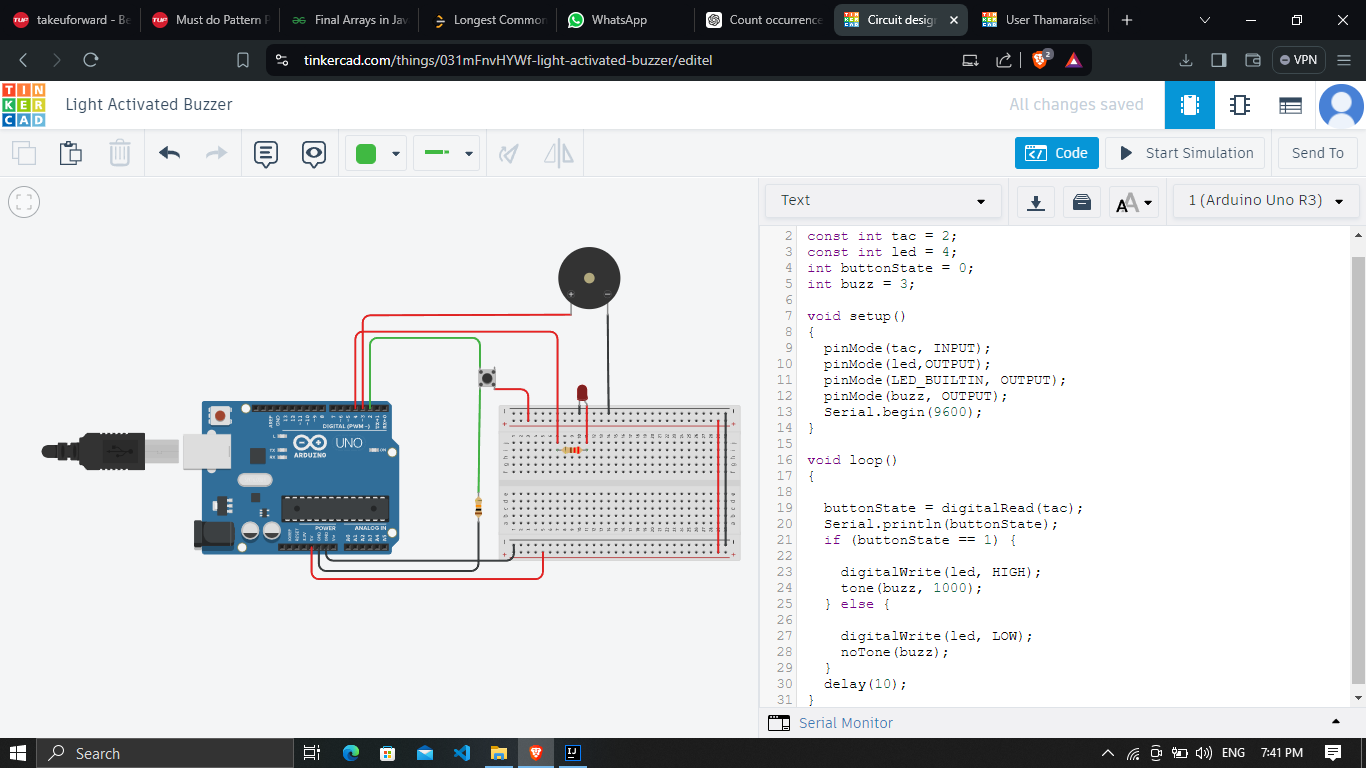 takeuforward - Be
Must do Pattern P
Final Arrays in Jav
Longest Common
WhatsApp
Count occurrence
Circuit design
User Thamaraiselv
tinkercad.com/things/031mFnvHYWf-light-activated-buzzer/editel
2
VPN
TIN
KER
CAD
Light Activated Buzzer
All changes saved
Code
Start Simulation
Send To
Text
1 (Arduino Uno R3)
2 const int tac = 2;
3 const int led = 4;
4 int buttonState = 0;
5 int buzz = 3;
6
7 void setup()
8 {
9 pinMode(tac, INPUT);
10 pinMode(led,OUTPUT);
11 pinMode(LED_BUILTIN, OUTPUT);
12 pinMode(buzz, OUTPUT);
13 Serial.begin(9600);
14 }
15
16 void loop()
17 {
18
19 buttonState = digitalRead(tac);
20 Serial.println(buttonState);
21 if (buttonState == 1) {
22
23 digitalWrite(led, HIGH);
24 tone(buzz, 1000);
25 } else {
26
27 digitalWrite(led, LOW);
28 noTone(buzz);
29 }
30 delay(10);
31 }
DIGITAL (PWM~)
UNO
ARDUINO
L
TX
RX
ON
POWER
ANALOG IN
Serial Monitor
Search
ENG
7:41 PM